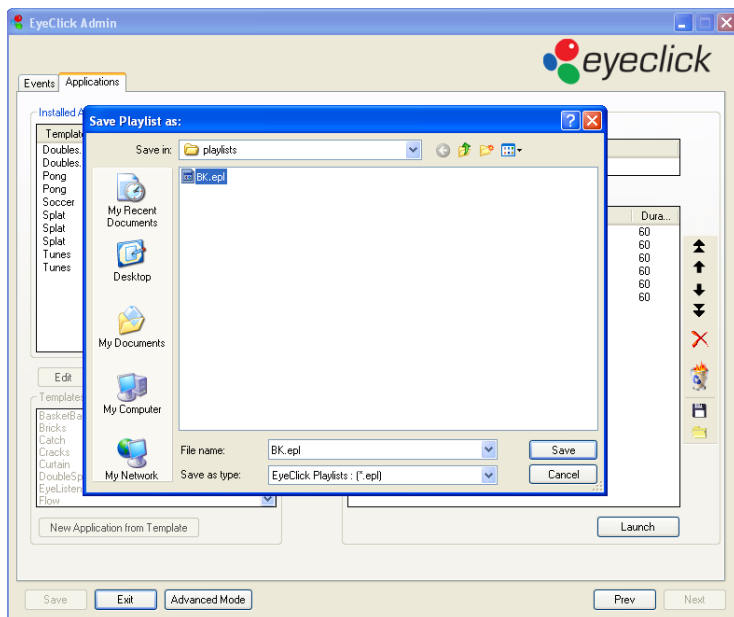 EyeClick Admin
eyeclick
Events
Applications
Installed A
Template
Doubles.
Doubles.
Pong
Pong
Soccer
Splat
Splat
Splat
Tunes
Tunes
Edit
Templates
BasketBa
Bricks
Catch
Cracks
Curtain
DoubleSp
EyeListen
Flow
New Application from Template
Save Playlist as:
Save in:
playlists
BK.epl
My Recent
Documents
Desktop
My Documents
My Computer
My Network
File name:
BK.epl
Save
Save as type:
EyeClick Playlists : (*.epl)
Cancel
Dura...
60
60
60
60
60
60
Launch
Save
Exit
Advanced Mode
Prev
Next